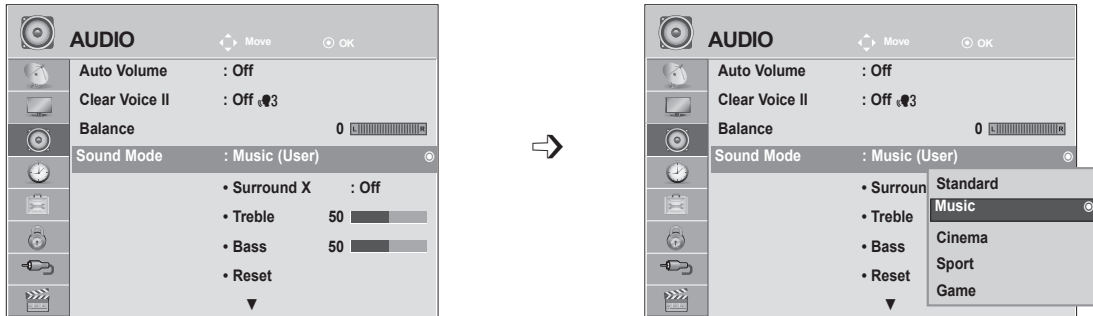 AUDIO Move OK
Auto Volume : Off
Clear Voice II : Off 3
Balance 0 L R
Sound Mode : Music (User)
• Surround X : Off
• Treble 50
• Bass 50
• Reset
▼
AUDIO Move OK
Auto Volume : Off
Clear Voice II : Off 3
Balance 0 L R
Sound Mode : Music (User)
• Surroun
• Treble
• Bass
• Reset
▼
Standard
Music
Cinema
Sport
Game